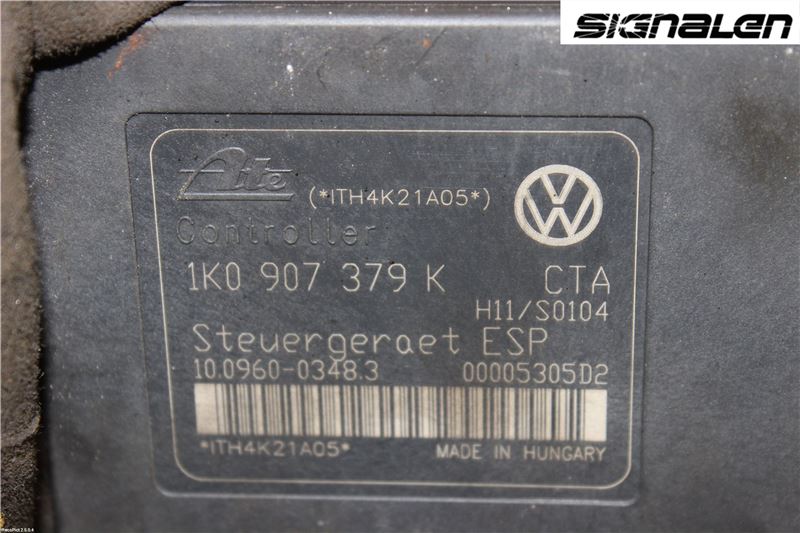 SIGNALEN
Ate
(*ITH4K21A05*)
Controller
1K0 907 379 K
CTA
H11/S0104
Steuergeraet ESP
10.0960-0348.3
00005305D2
*ITH4K21A05*
MADE IN HUNGARY